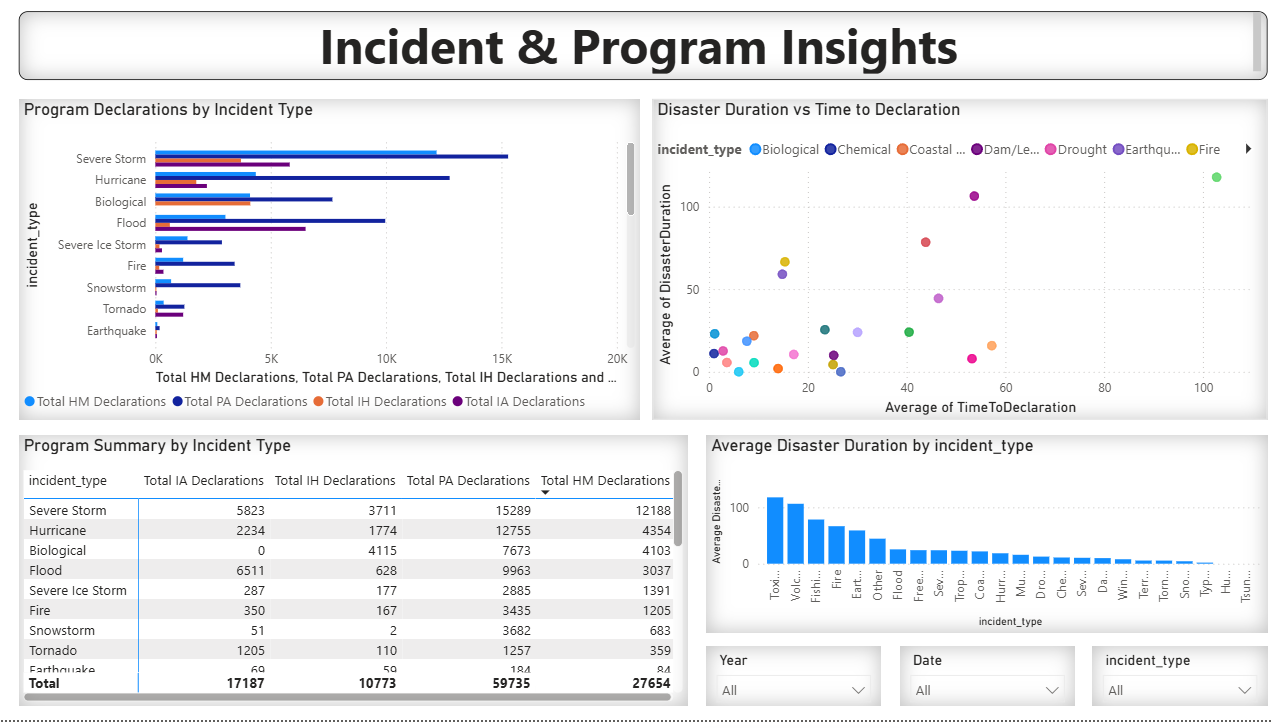 Incident & Program Insights
Program Declarations by Incident Type
incident_type
Severe Storm
Hurricane
Biological
Flood
Severe Ice Storm
Fire
Snowstorm
Tornado
Earthquake
0K 5K 10K 15K 20K
Total HM Declarations, Total PA Declarations, Total IH Declarations and ...
Total HM Declarations Total PA Declarations Total IH Declarations Total IA Declarations
Disaster Duration vs Time to Declaration
incident_type Biological Chemical Coastal ... Dam/Le... Drought Earthqu... Fire
Average of DisasterDuration
100
50
0
0 20 40 60 80 100
Average of TimeToDeclaration
Program Summary by Incident Type
incident_type Total IA Declarations Total IH Declarations Total PA Declarations Total HM Declarations
Severe Storm 5823 3711 15289 12188
Hurricane 2234 1774 12755 4354
Biological 0 4115 7673 4103
Flood 6511 628 9963 3037
Severe Ice Storm 287 177 2885 1391
Fire 350 167 3435 1205
Snowstorm 51 2 3682 683
Tornado 1205 110 1257 359
Earthquake 69 59 184 84
Total 17187 10773 59735 27654
Average Disaster Duration by incident_type
Average Disaste...
100
0
Toxi... Volc... Fishi... Fire Eart... Other Flood Free... Sev... Trop... Coa... Hurr... Mu... Dro... Che... Sev... Da... Win... Terr... Torn... Sno... Typ... Hu... Tsun...
incident_type
Year
All
Date
All
incident_type
All